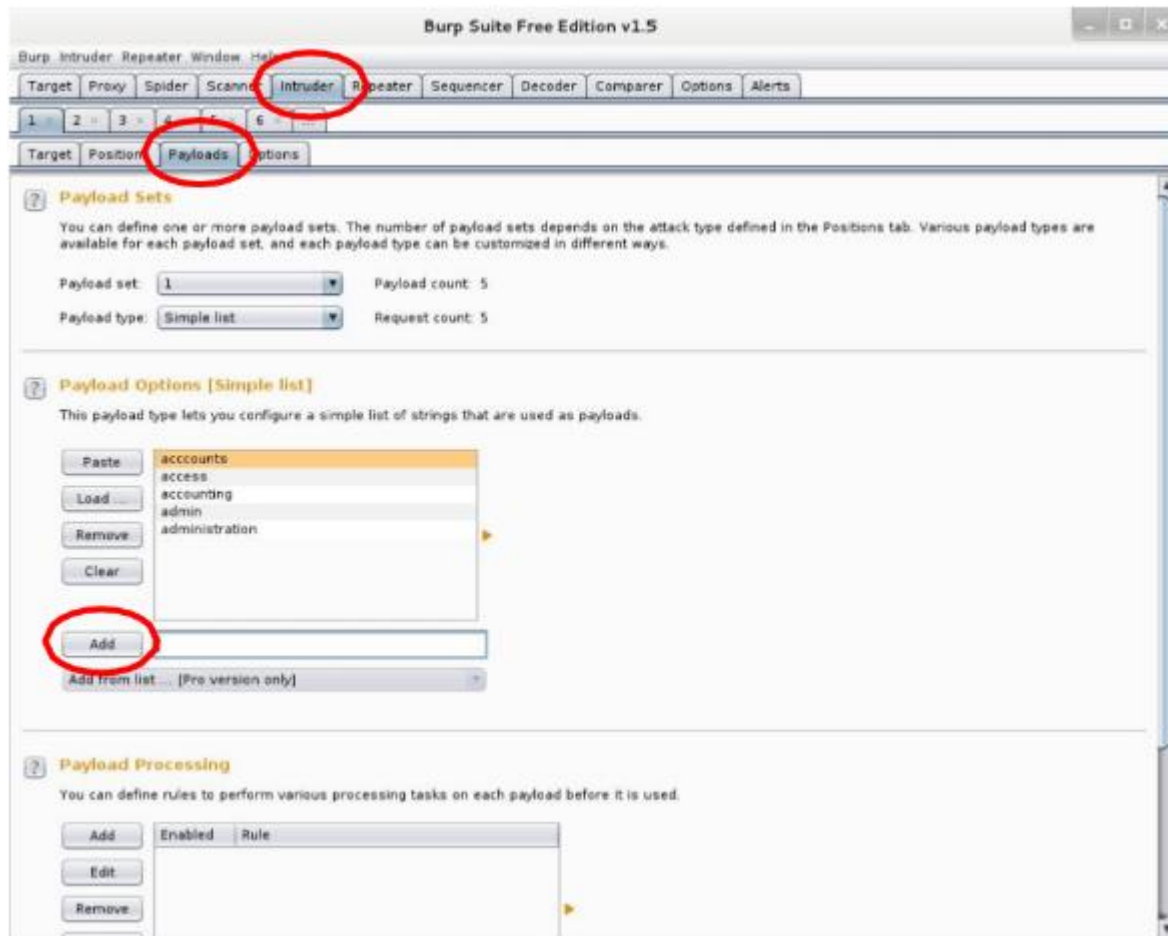 Burp Suite Free Edition v1.5
Burp Intruder Repeater Window
Target Proxy Spider Scanner Intruder Repeater Sequencer Decoder Comparer Options Alerts
1 2 3 4 5 6 ...
Target Positions Payloads Options
? Payload Sets
You can define one or more payload sets. The number of payload sets depends on the attack type defined in the Positions tab. Various payload types are
available for each payload set, and each payload type can be customized in different ways.
Payload set: 1 Payload count: 5
Payload type: Simple list Request count: 5
? Payload Options [Simple list]
This payload type lets you configure a simple list of strings that are used as payloads.
Paste
acccounts
access
Load ...
accounting
admin
Remove
administration
Clear
Add
Add from list ... [Pro version only]
? Payload Processing
You can define rules to perform various processing tasks on each payload before it is used.
Add Enabled Rule
Edit
Remove